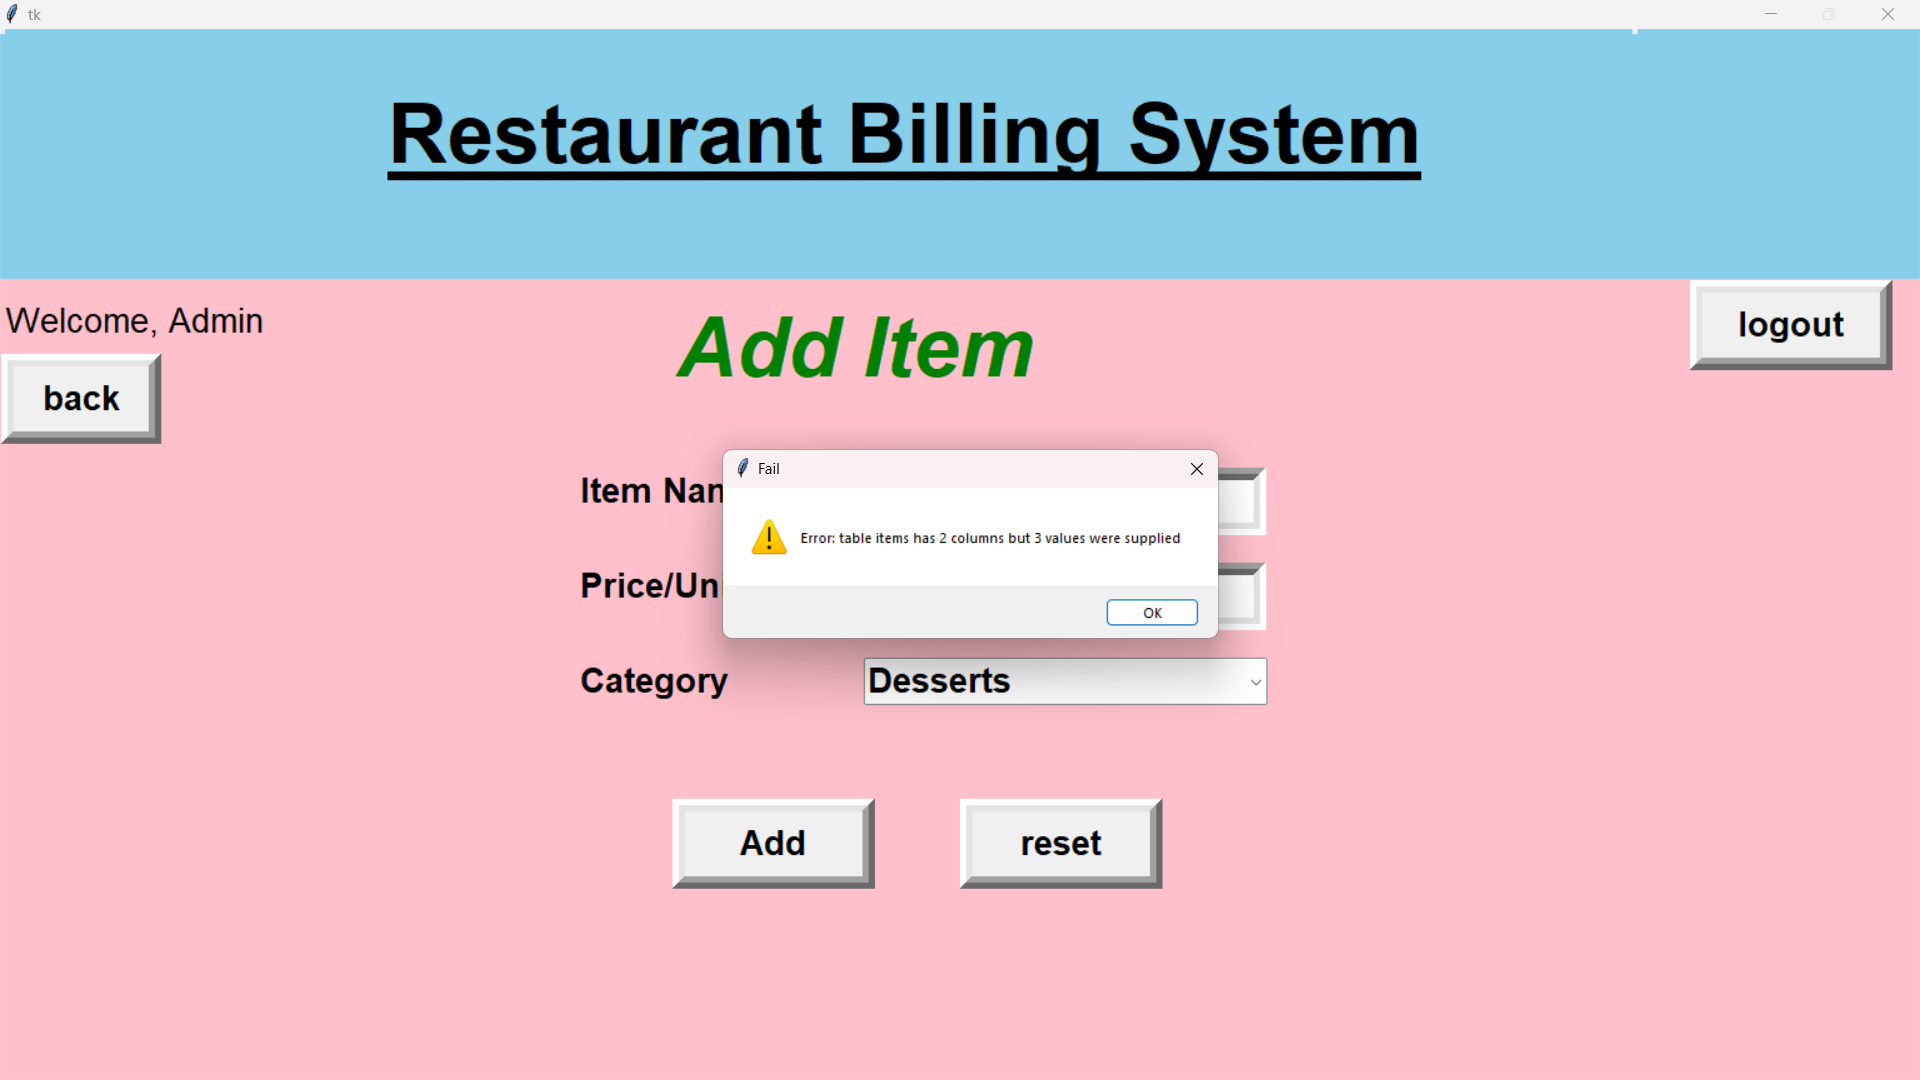 tk
Restaurant Billing System
Welcome, Admin
Add Item
logout
back
Fail
Item Nan
Error: table items has 2 columns but 3 values were supplied
Price/Un
OK
Category
Desserts
Add
reset